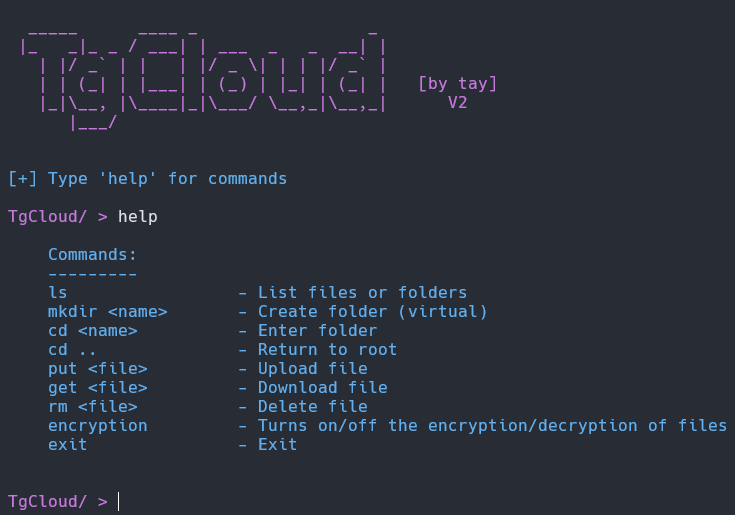 TgCloud
[by tay]
V2
[+] Type 'help' for commands
TgCloud/ > help
Commands:
---------
ls - List files or folders
mkdir <name> - Create folder (virtual)
cd <name> - Enter folder
cd .. - Return to root
put <file> - Upload file
get <file> - Download file
rm <file> - Delete file
encryption - Turns on/off the encryption/decryption of files
exit - Exit
TgCloud/ >